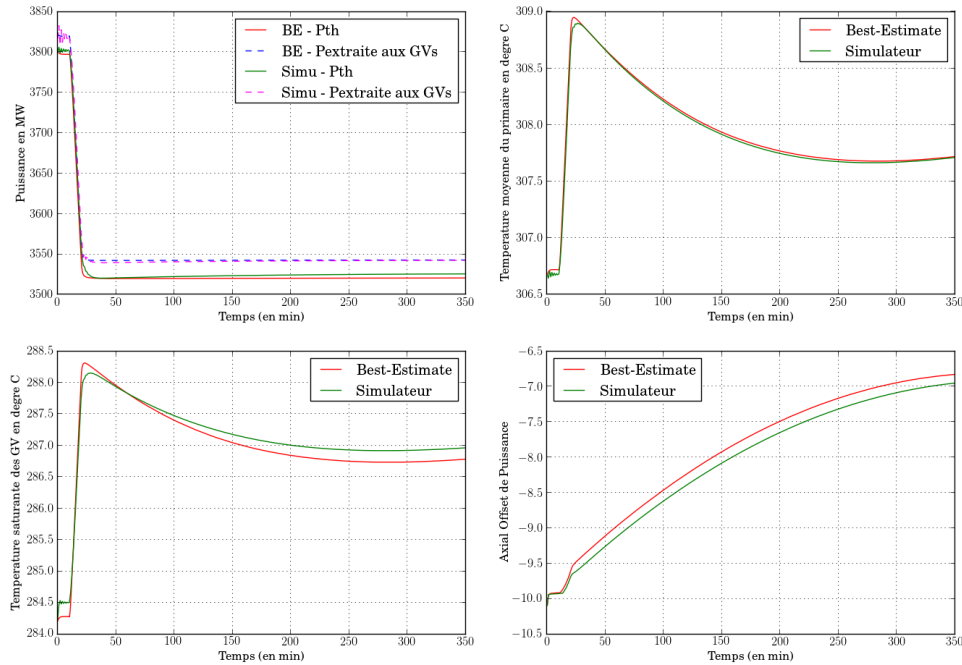 3850
3800
3750
3700
3650
3600
3550
3500
Puissance en MW
BE - Pth
BE - Pextraite aux GVs
Simu - Pth
Simu - Pextraite aux GVs
0 50 100 150 200 250 300 350
Temps (en min)
309.0
308.5
308.0
307.5
307.0
306.5
Temperature moyenne du primaire en degre C
Best-Estimate
Simulateur
0 50 100 150 200 250 300 350
Temps (en min)
288.5
288.0
287.5
287.0
286.5
286.0
285.5
285.0
284.5
284.0
Temperature saturante des GV en degre C
Best-Estimate
Simulateur
0 50 100 150 200 250 300 350
Temps (en min)
−6.5
−7.0
−7.5
−8.0
−8.5
−9.0
−9.5
−10.0
−10.5
Axial Offset de Puissance
Best-Estimate
Simulateur
0 50 100 150 200 250 300 350
Temps (en min)